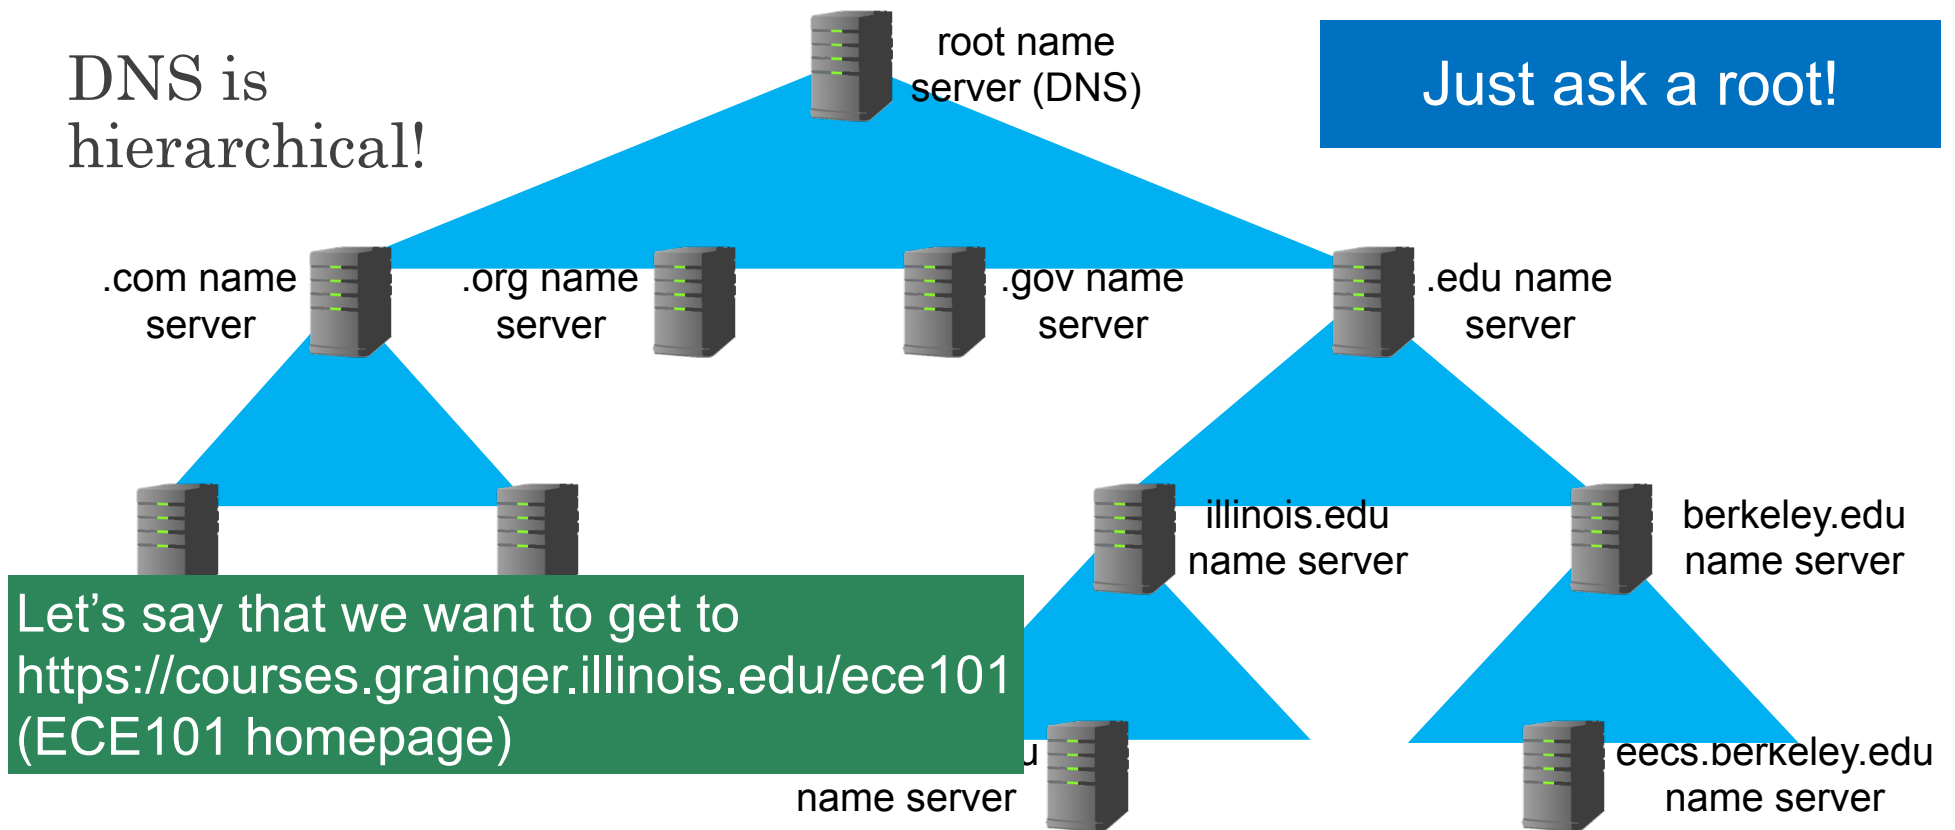 DNS is
hierarchical!
root name
server (DNS)
Just ask a root!
.com name
server
.org name
server
.gov name
server
.edu name
server
illinois.edu
name server
berkeley.edu
name server
Let’s say that we want to get to
https://courses.grainger.illinois.edu/ece101
(ECE101 homepage)
name server
eecs.berkeley.edu
name server